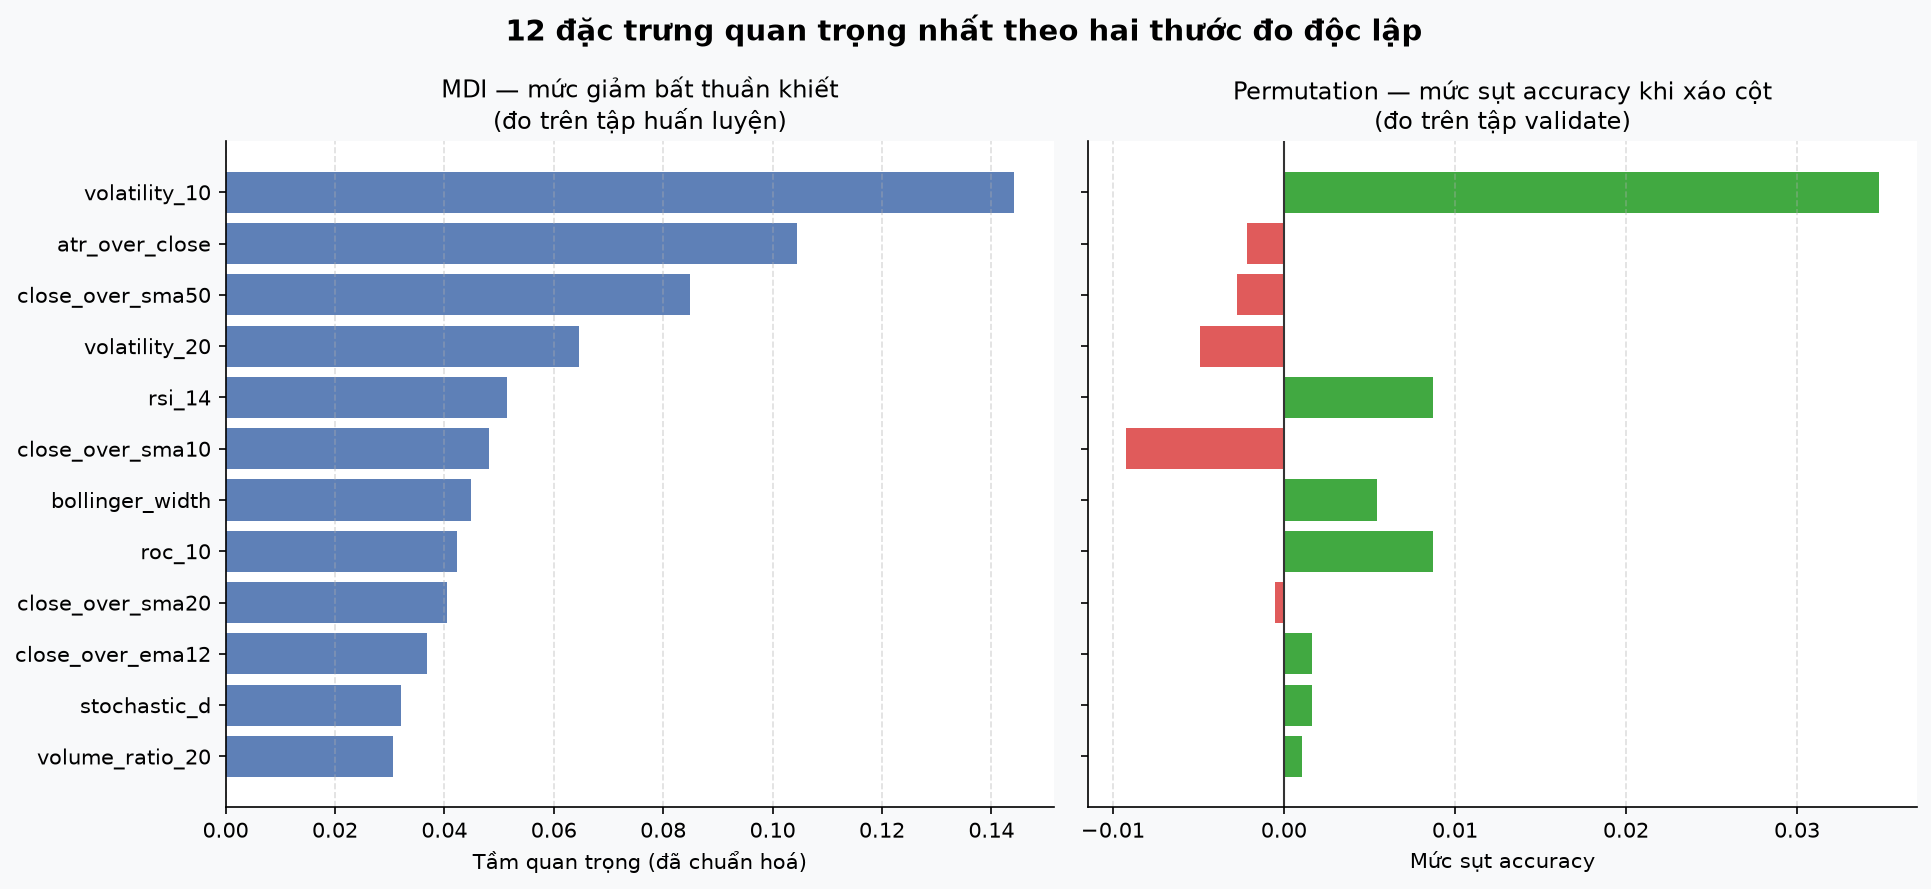 12 đặc trưng quan trọng nhất theo hai thước đo độc lập
MDI — mức giảm bất thuần khiết
(đo trên tập huấn luyện)
volatility_10
atr_over_close
close_over_sma50
volatility_20
rsi_14
close_over_sma10
bollinger_width
roc_10
close_over_sma20
close_over_ema12
stochastic_d
volume_ratio_20
0.00 0.02 0.04 0.06 0.08 0.10 0.12 0.14
Tầm quan trọng (đã chuẩn hoá)
Permutation — mức sụt accuracy khi xáo cột
(đo trên tập validate)
−0.01 0.00 0.01 0.02 0.03
Mức sụt accuracy